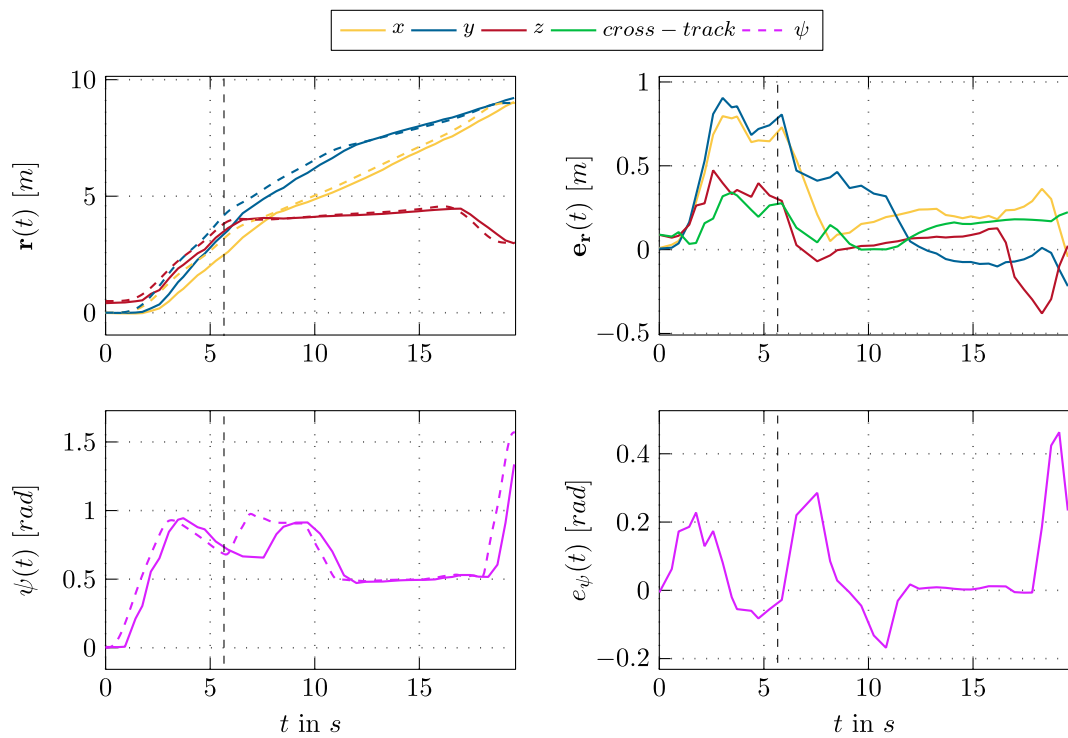 x y z cross − track ψ
10
5
0
r(t) [m]
0 5 10 15
1
0.5
0
−0.5
e_r(t) [m]
0 5 10 15
1.5
1
0.5
0
ψ(t) [rad]
0 5 10 15
t in s
0.4
0.2
0
−0.2
e_ψ(t) [rad]
0 5 10 15
t in s